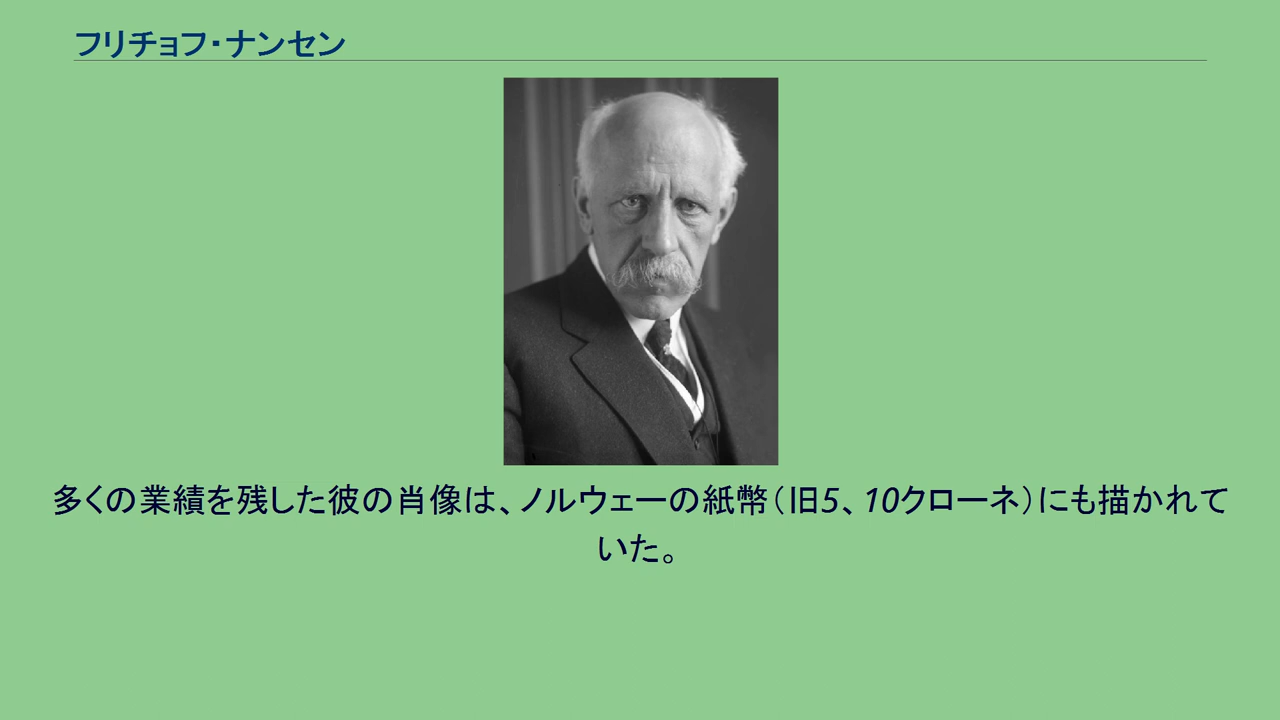 フリチョフ・ナンセン
多くの業績を残した彼の肖像は、ノルウェーの紙幣（旧5、10クローネ）にも描かれて
いた。